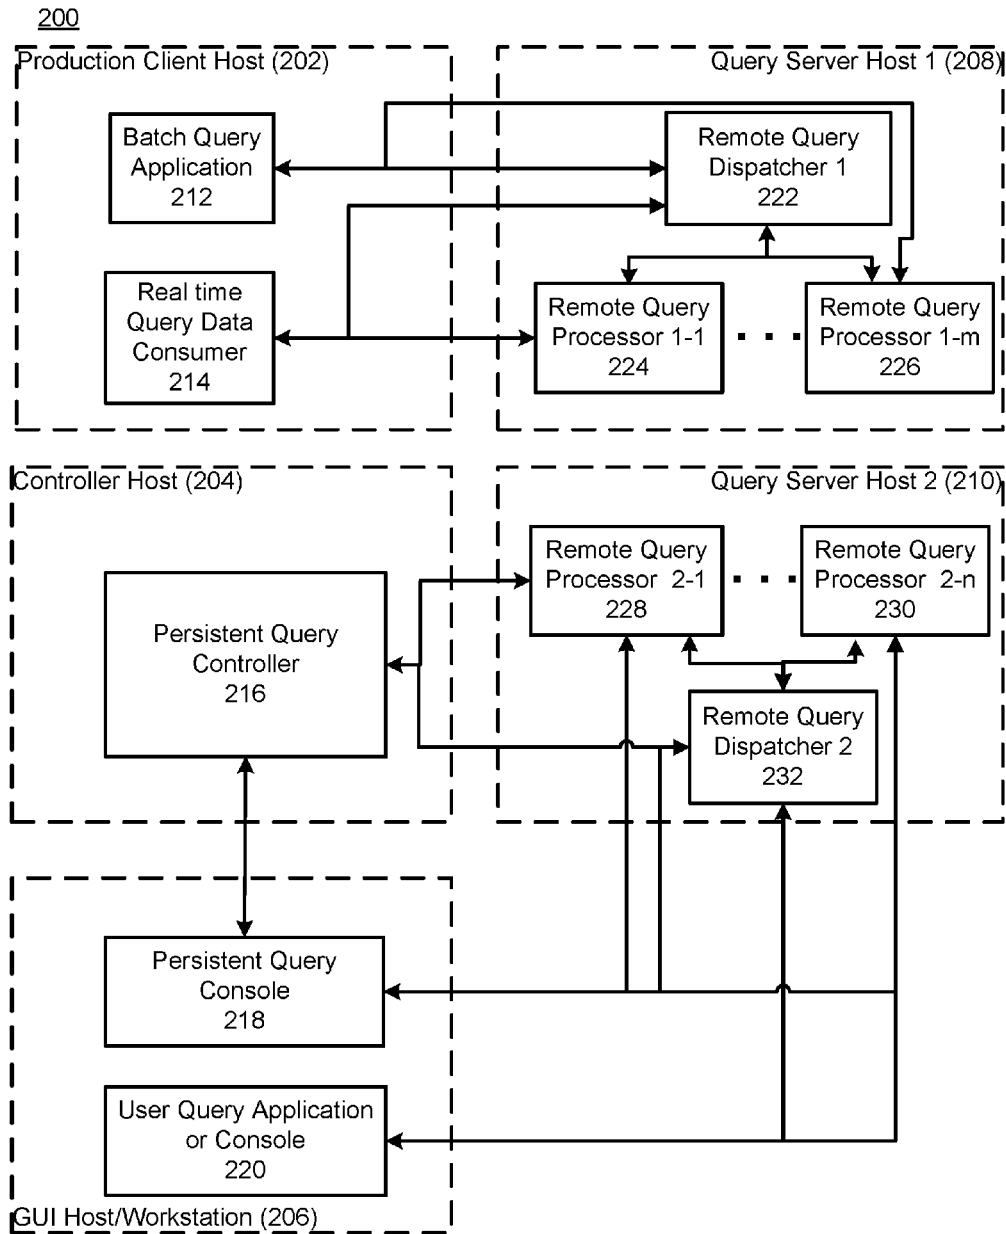 200
Production Client Host (202)
Query Server Host 1 (208)
Batch Query
Application
212
Remote Query
Dispatcher 1
222
Real time
Query Data
Consumer
214
Remote Query
Processor 1-1
224
Remote Query
Processor 1-m
226
Controller Host (204)
Query Server Host 2 (210)
Remote Query
Processor 2-1
228
Remote Query
Processor 2-n
230
Persistent Query
Controller
216
Remote Query
Dispatcher 2
232
Persistent Query
Console
218
User Query Application
or Console
220
GUI Host/Workstation (206)